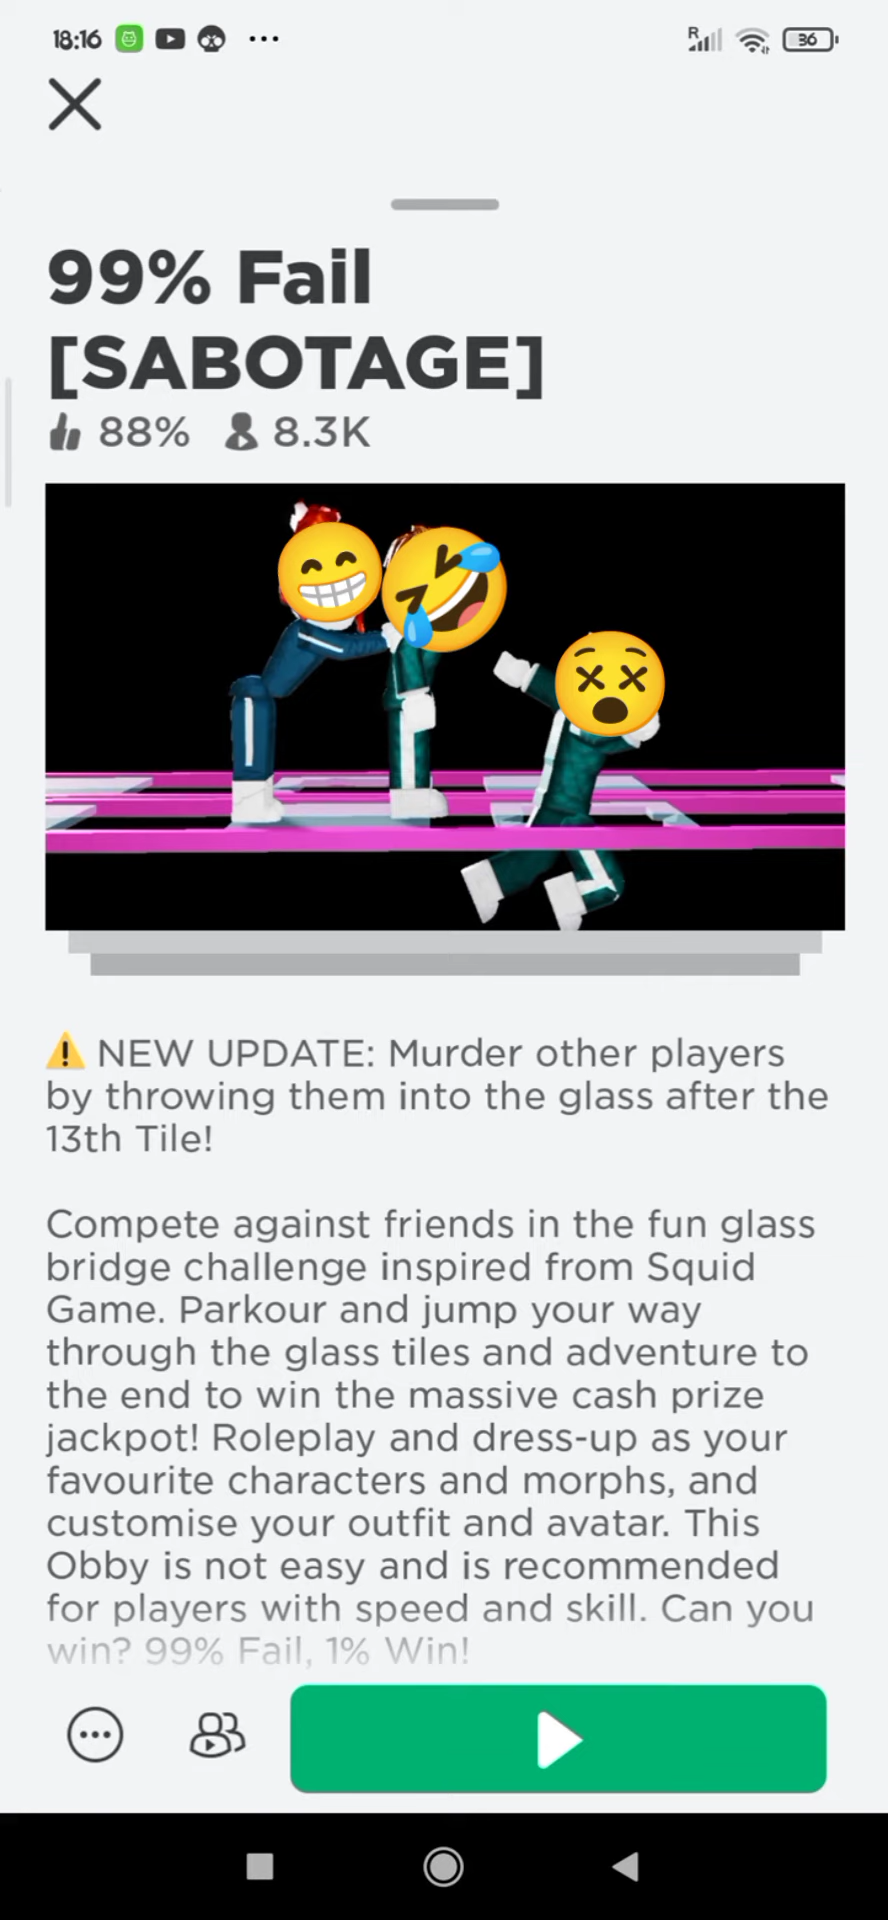 18:16
R
36
99% Fail
[SABOTAGE]
88% 8.3K
NEW UPDATE: Murder other players
by throwing them into the glass after the
13th Tile!
Compete against friends in the fun glass
bridge challenge inspired from Squid
Game. Parkour and jump your way
through the glass tiles and adventure to
the end to win the massive cash prize
jackpot! Roleplay and dress-up as your
favourite characters and morphs, and
customise your outfit and avatar. This
Obby is not easy and is recommended
for players with speed and skill. Can you
win? 99% Fail, 1% Win!